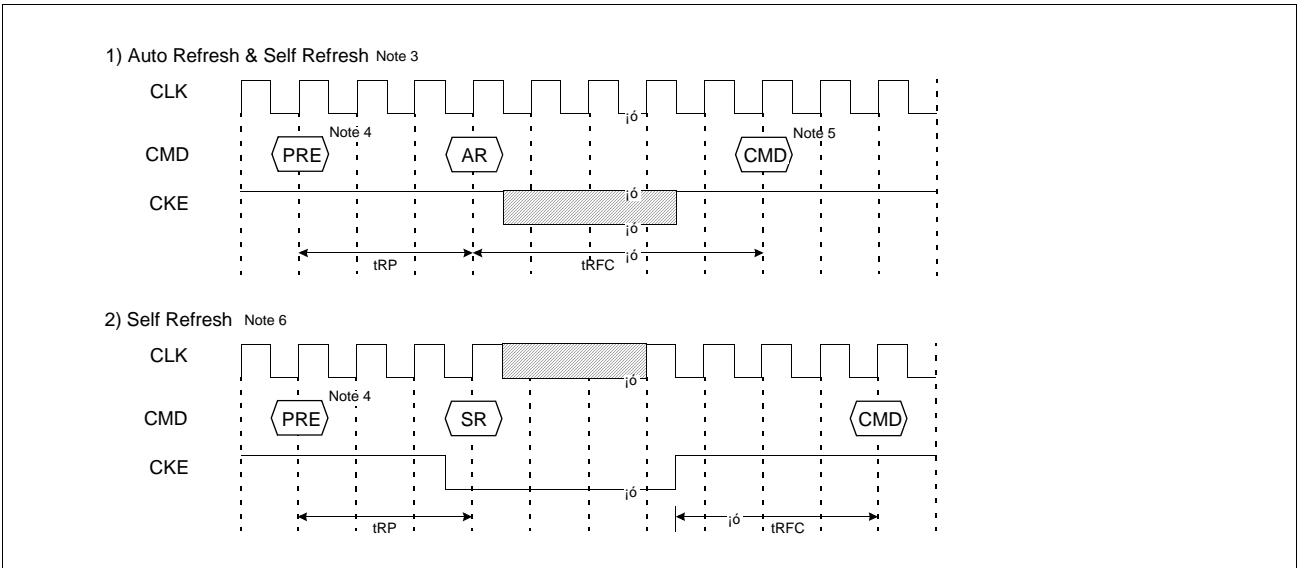 1) Auto Refresh & Self Refresh Note 3
CLK
¡ó
CMD
PRE
Note 4
AR
CMD
Note 5
CKE
¡ó
¡ó
tRP
tRFC
¡ó
2) Self Refresh Note 6
CLK
¡ó
CMD
PRE
Note 4
SR
CMD
CKE
¡ó
tRP
¡ó
tRFC